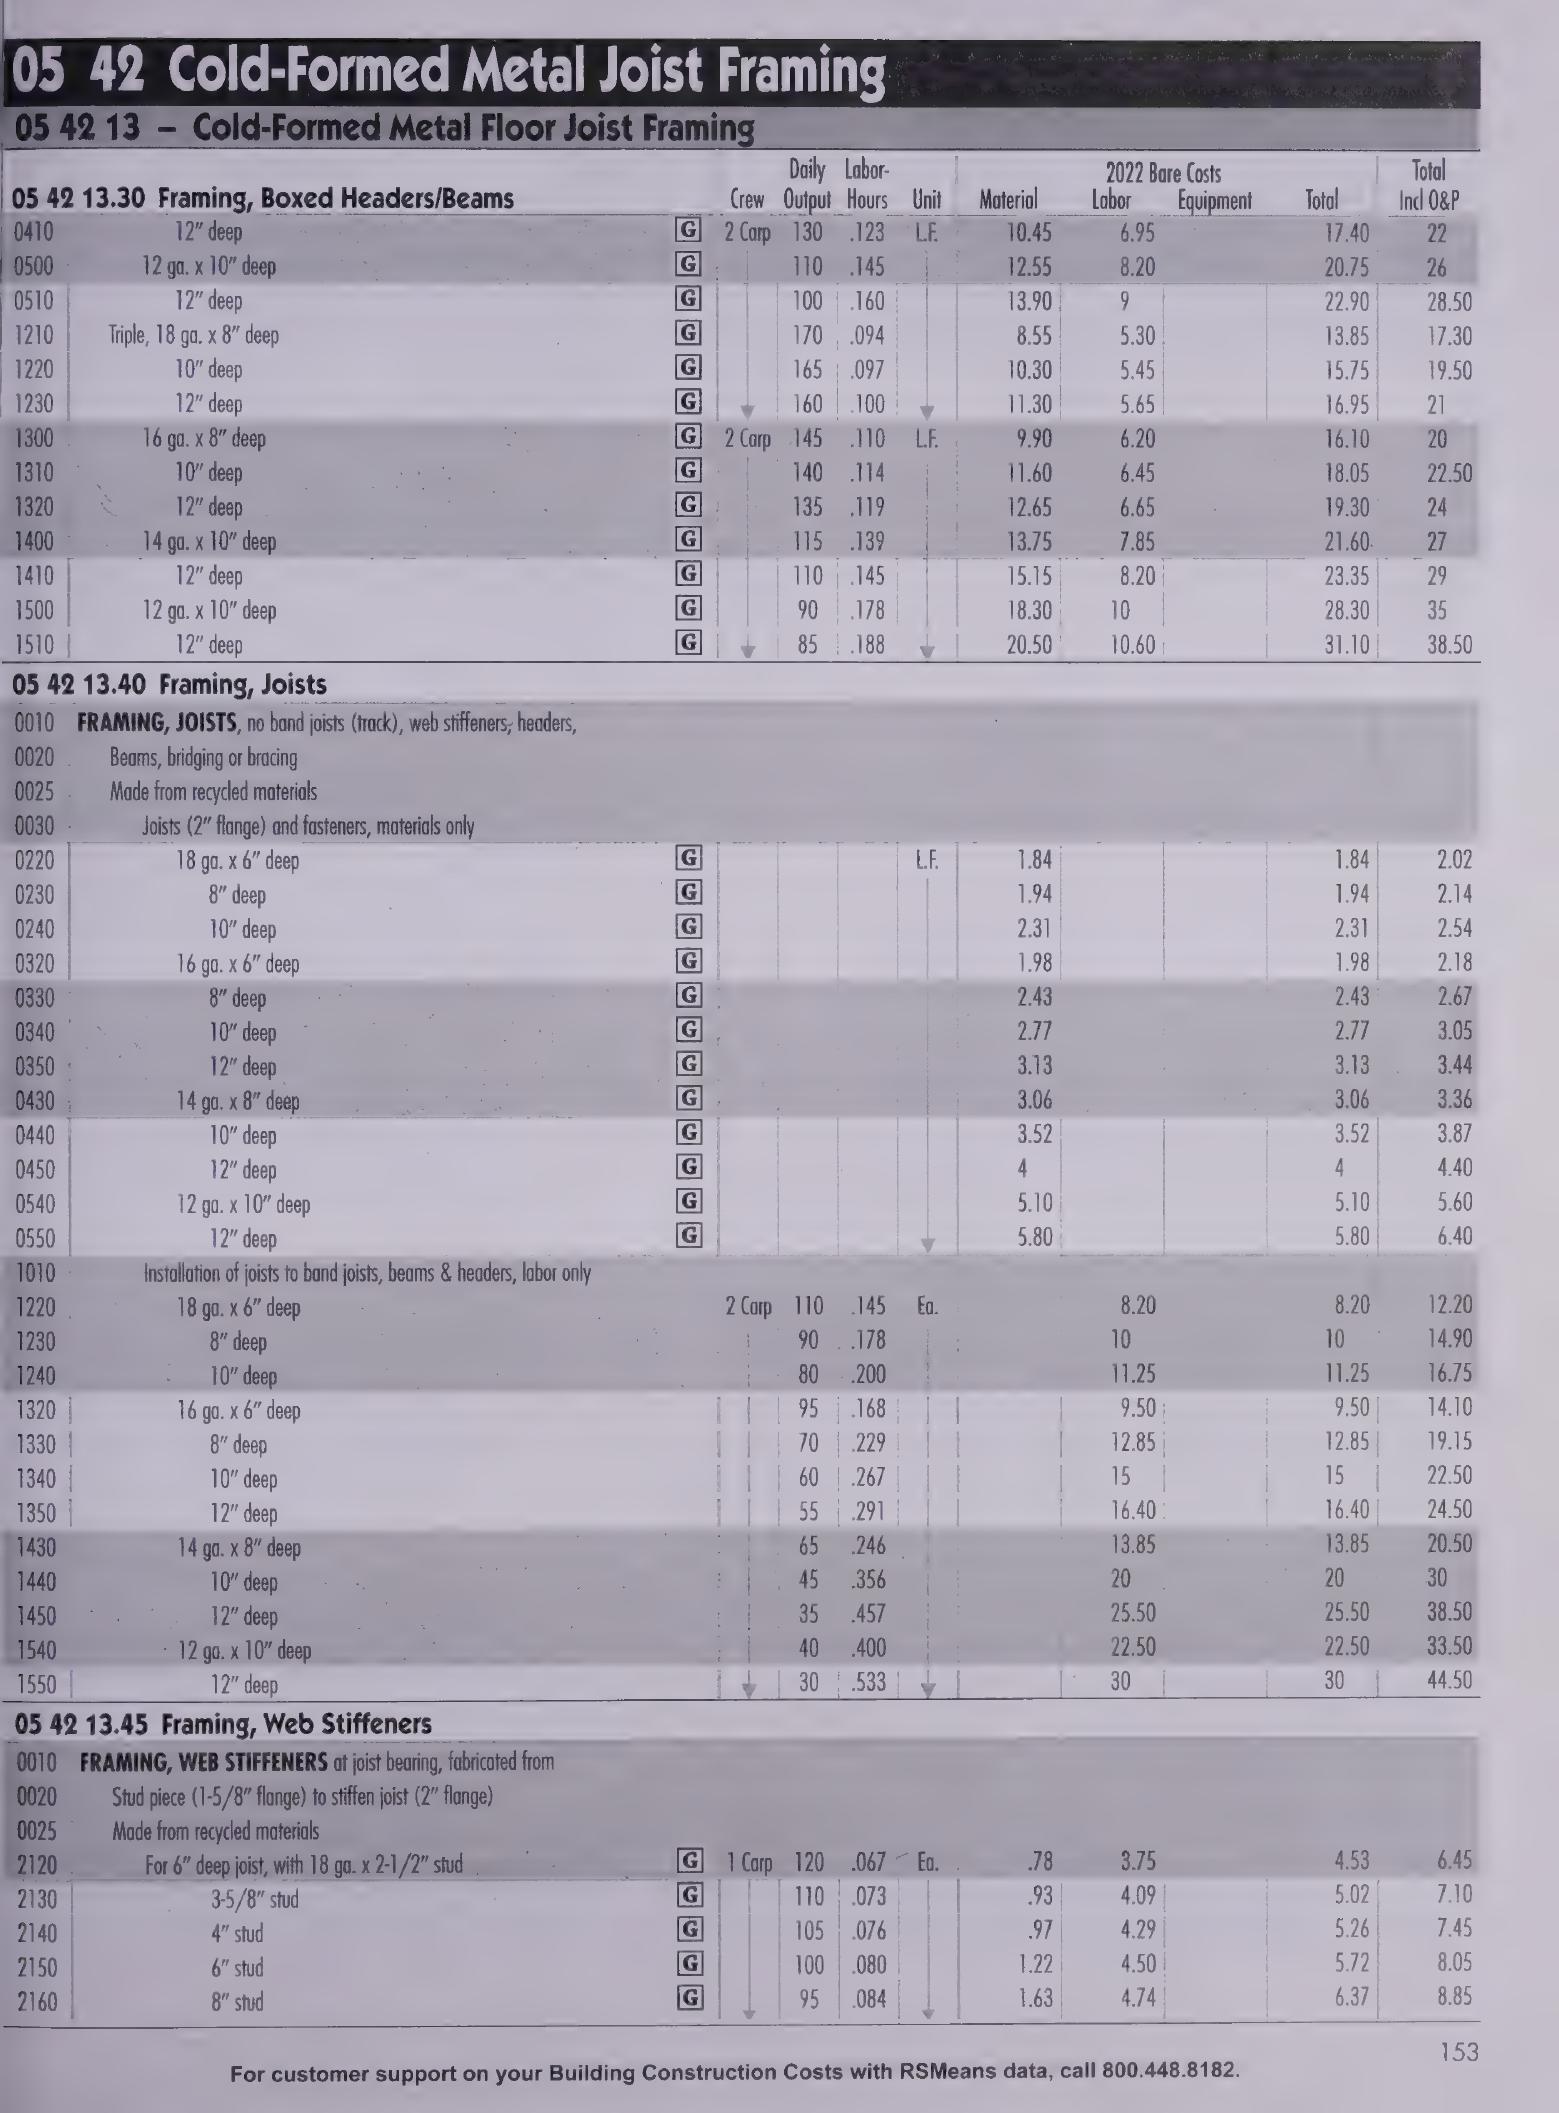 05 42 Cold-Formed Metal Joist Framing
05 42 13 – Cold-Formed Metal Floor Joist Framing
Daily Labor- 2022 Bare Costs Total
05 42 13.30 Framing, Boxed Headers/Beams Crew Output Hours Unit Material Labor Equipment Total Incl O&P
0410 12" deep G 2 Carp 130 .123 L.F. 10.45 6.95 17.40 22
0500 12 ga. x 10" deep G 110 .145 12.55 8.20 20.75 26
0510 12" deep G 100 .160 13.90 9 22.90 28.50
1210 Triple, 18 ga. x 8" deep G 170 .094 8.55 5.30 13.85 17.30
1220 10" deep G 165 .097 10.30 5.45 15.75 19.50
1230 12" deep G 160 .100 11.30 5.65 16.95 21
1300 16 ga. x 8" deep G 2 Carp 145 .110 L.F. 9.90 6.20 16.10 20
1310 10" deep G 140 .114 11.60 6.45 18.05 22.50
1320 12" deep G 135 .119 12.65 6.65 19.30 24
1400 14 ga. x 10" deep G 115 .139 13.75 7.85 21.60 27
1410 12" deep G 110 .145 15.15 8.20 23.35 29
1500 12 ga. x 10" deep G 90 .178 18.30 10 28.30 35
1510 12" deep G 85 .188 20.50 10.60 31.10 38.50
05 42 13.40 Framing, Joists
0010 FRAMING, JOISTS, no band joists (track), web stiffeners, headers,
0020 Beams, bridging or bracing
0025 Made from recycled materials
0030 Joists (2" flange) and fasteners, materials only
0220 18 ga. x 6" deep G L.F. 1.84 1.84 2.02
0230 8" deep G 1.94 1.94 2.14
0240 10" deep G 2.31 2.31 2.54
0320 16 ga. x 6" deep G 1.98 1.98 2.18
0330 8" deep G 2.43 2.43 2.67
0340 10" deep G 2.77 2.77 3.05
0350 12" deep G 3.13 3.13 3.44
0430 14 ga. x 8" deep G 3.06 3.06 3.36
0440 10" deep G 3.52 3.52 3.87
0450 12" deep G 4 4 4.40
0540 12 ga. x 10" deep G 5.10 5.10 5.60
0550 12" deep G 5.80 5.80 6.40
1010 Installation of joists to band joists, beams & headers, labor only
1220 18 ga. x 6" deep 2 Carp 110 .145 Ea. 8.20 8.20 12.20
1230 8" deep 90 .178 10 10 14.90
1240 10" deep 80 .200 11.25 11.25 16.75
1320 16 ga. x 6" deep 95 .168 9.50 9.50 14.10
1330 8" deep 70 .229 12.85 12.85 19.15
1340 10" deep 60 .267 15 15 22.50
1350 12" deep 55 .291 16.40 16.40 24.50
1430 14 ga. x 8" deep 65 .246 13.85 13.85 20.50
1440 10" deep 45 .356 20 20 30
1450 12" deep 35 .457 25.50 25.50 38.50
1540 12 ga. x 10" deep 40 .400 22.50 22.50 33.50
1550 12" deep 30 .533 30 30 44.50
05 42 13.45 Framing, Web Stiffeners
0010 FRAMING, WEB STIFFENERS at joist bearing, fabricated from
0020 Stud piece (1-5/8" flange) to stiffen joist (2" flange)
0025 Made from recycled materials
2120 For 6" deep joist, with 18 ga. x 2-1/2" stud G 1 Carp 120 .067 Ea. .78 3.75 4.53 6.45
2130 3-5/8" stud G 110 .073 .93 4.09 5.02 7.10
2140 4" stud G 105 .076 .97 4.29 5.26 7.45
2150 6" stud G 100 .080 1.22 4.50 5.72 8.05
2160 8" stud G 95 .084 1.63 4.74 6.37 8.85
153
For customer support on your Building Construction Costs with RSMeans data, call 800.448.8182.